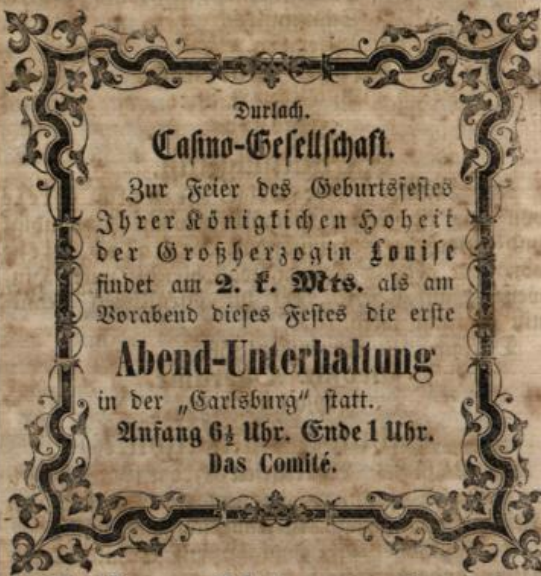 Durlach.
Casino-Gesellschaft.
Zur Feier des Geburtsfestes
Ihrer Königlichen Hoheit
der Großherzogin Louise
findet am 2. k. Mts. als am
Vorabend dieses Festes die erste
Abend-Unterhaltung
in der „Carlsburg“ statt.
Anfang 6½ Uhr. Ende 1 Uhr.
Das Comité.